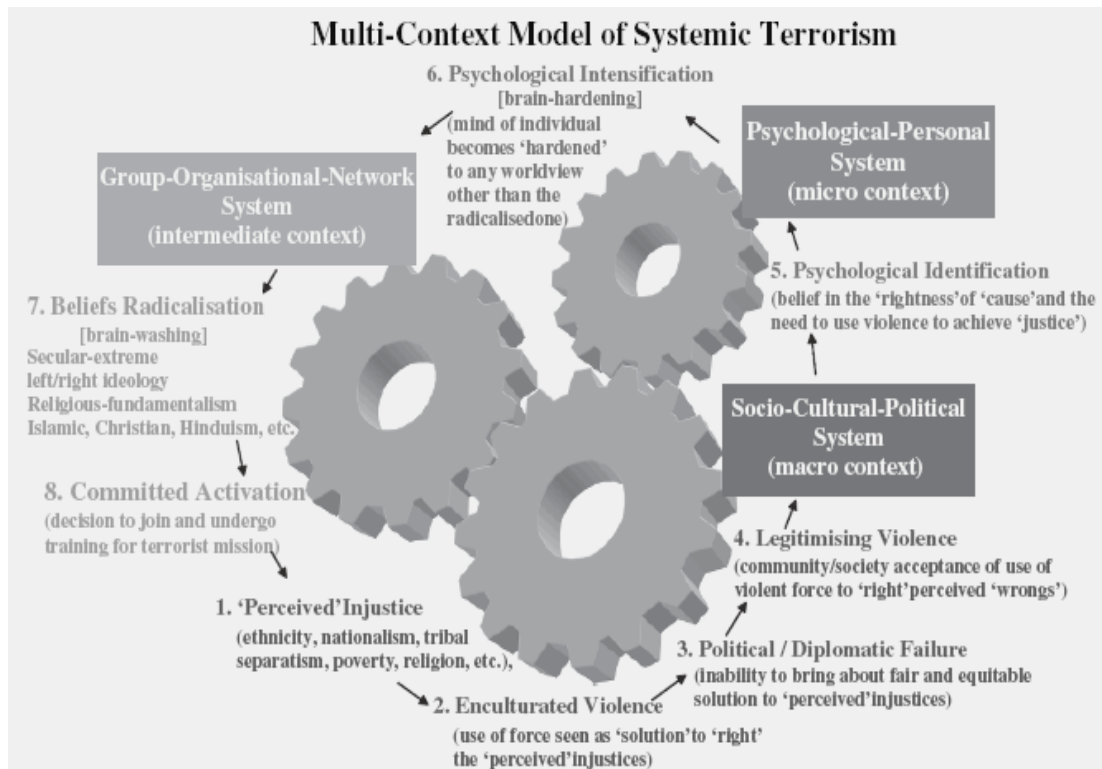 Multi-Context Model of Systemic Terrorism
6. Psychological Intensification
[brain-hardening]
(mind of individual
becomes ‘hardened’
to any worldview
other than the
radicalisedone)
Psychological-Personal
System
(micro context)
Group-Organisational-Network
System
(intermediate context)
5. Psychological Identification
(belief in the ‘rightness’of ‘cause’and the
need to use violence to achieve ‘justice’)
7. Beliefs Radicalisation
[brain-washing]
Secular-extreme
left/right ideology
Religious-fundamentalism
Islamic, Christian, Hinduism, etc.
Socio-Cultural-Political
System
(macro context)
8. Committed Activation
(decision to join and undergo
training for terrorist mission)
4. Legitimising Violence
(community/society acceptance of use of
violent force to ‘right’perceived ‘wrongs’)
1. ‘Perceived’Injustice
(ethnicity, nationalism, tribal
separatism, poverty, religion, etc.),
3. Political / Diplomatic Failure
(inability to bring about fair and equitable
solution to ‘perceived’injustices)
2. Enculturated Violence
(use of force seen as ‘solution’to ‘right’
the ‘perceived’injustices)